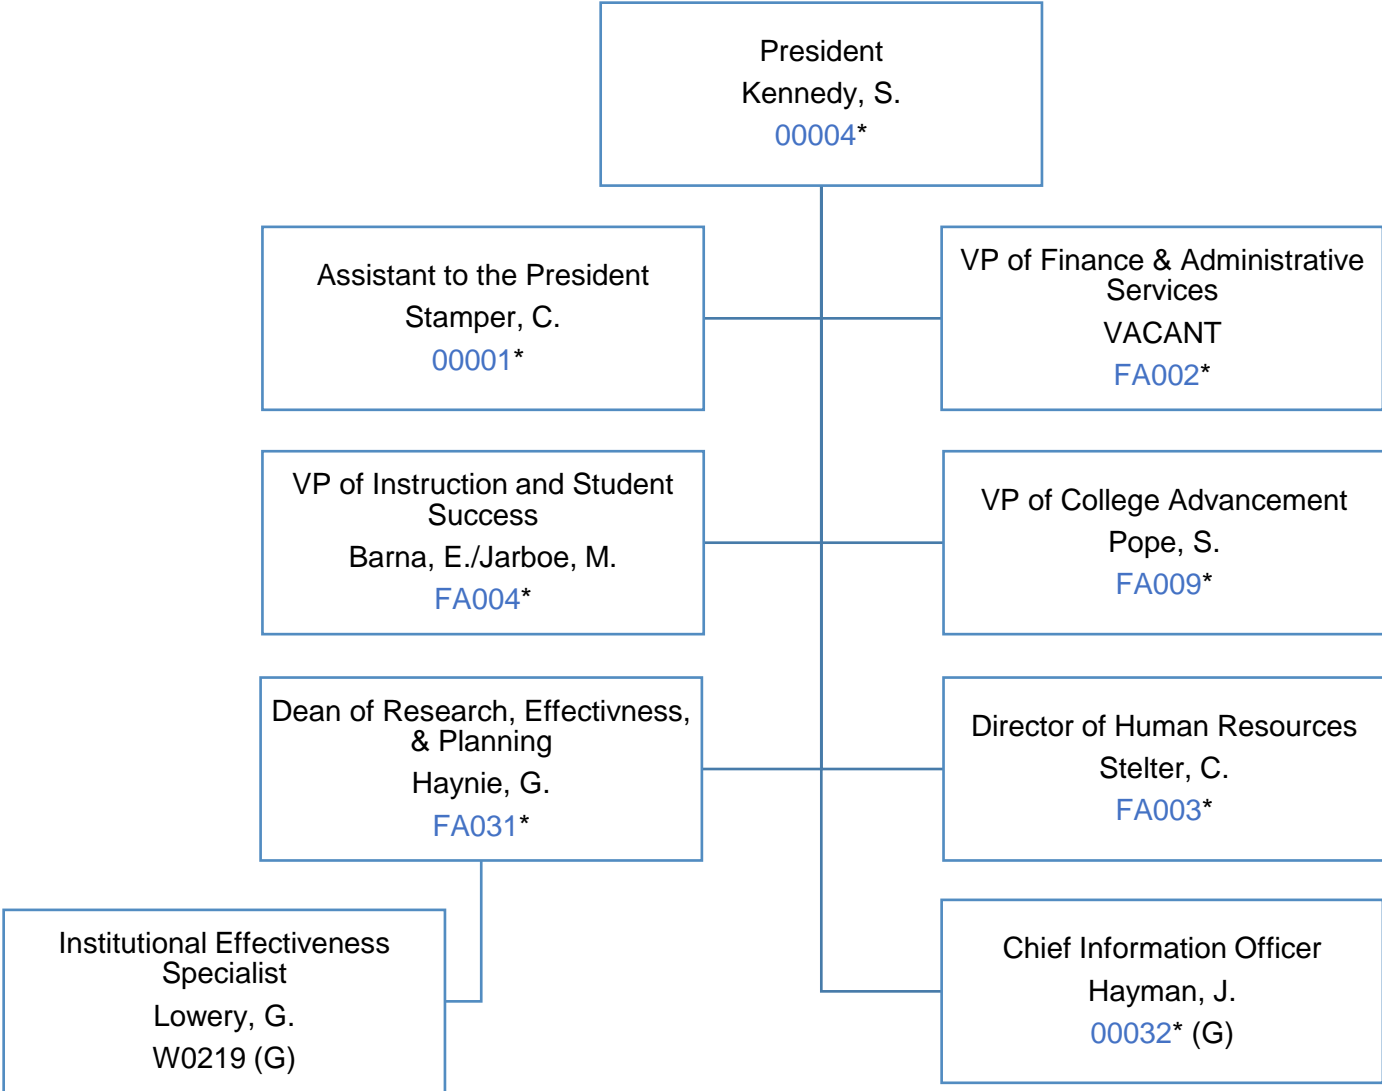 President
Kennedy, S.
00004*
Assistant to the President
Stamper, C.
00001*
VP of Finance & Administrative
Services
VACANT
FA002*
VP of Instruction and Student
Success
Barna, E./Jarboe, M.
FA004*
VP of College Advancement
Pope, S.
FA009*
Dean of Research, Effectivness,
& Planning
Haynie, G.
FA031*
Director of Human Resources
Stelter, C.
FA003*
Institutional Effectiveness
Specialist
Lowery, G.
W0219 (G)
Chief Information Officer
Hayman, J.
00032* (G)